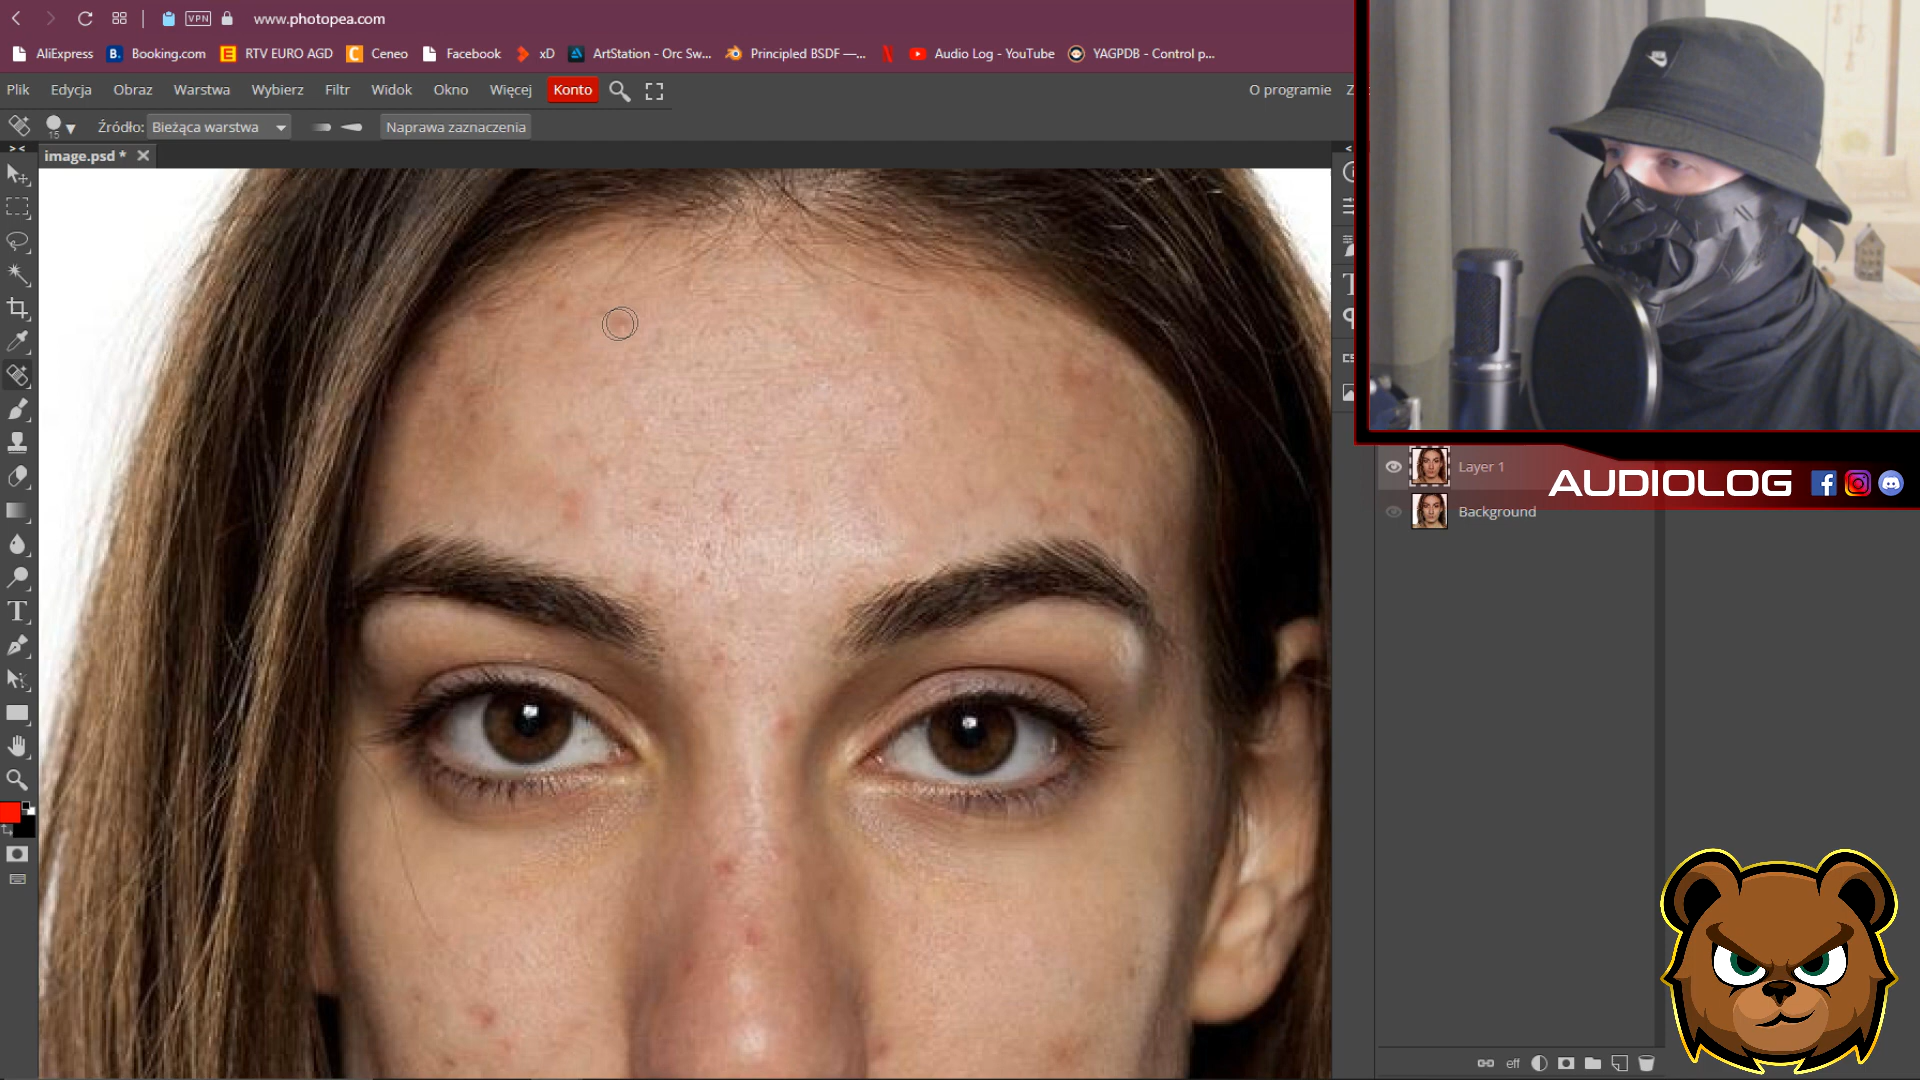 VPN www.photopea.com
AliExpress B. Booking.com E RTV EURO AGD C Ceneo Facebook xD ArtStation - Orc Sw... Principled BSDF —... Audio Log - YouTube YAGPDB - Control p...
Plik Edycja Obraz Warstwa Wybierz Filtr Widok Okno Więcej Konto O programie
15 Źródło: Bieżąca warstwa Naprawa zaznaczenia
image.psd *
Layer 1
AUDIOLOG
Background
eff